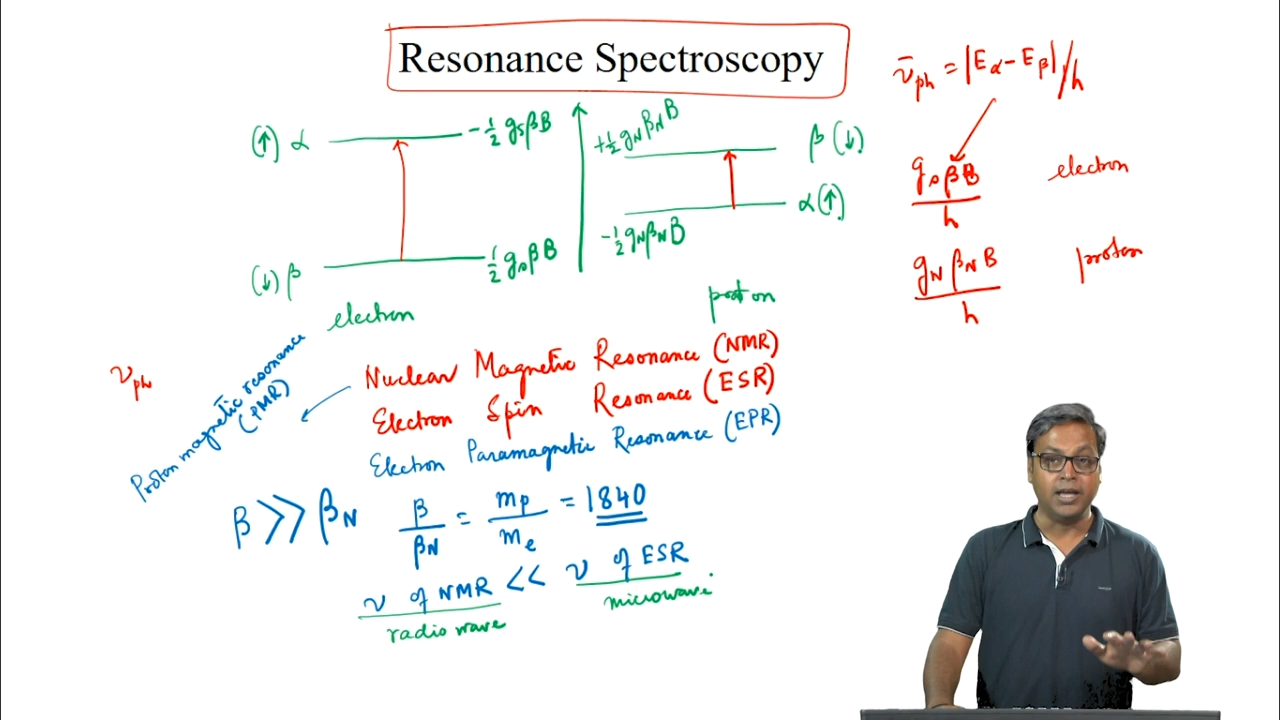 Resonance Spectroscopy
ν̄ph = |Eα - Eβ| / h
(↑) α
- 1/2 gsβB
+1/2 gNβNB
β (↓)
gsβB / h
electron
α (↑)
- 1/2 gNβNB
(↓) β
1/2 gsβB
gNβNB / h
proton
electron
proton
νph
Proton magnetic resonance
(PMR)
Nuclear Magnetic Resonance (NMR)
Electron Spin Resonance (ESR)
Electron Paramagnetic Resonance (EPR)
β >> βN
β/βN = mp/me = 1840
ν of NMR << ν of ESR
radio wave
microwave